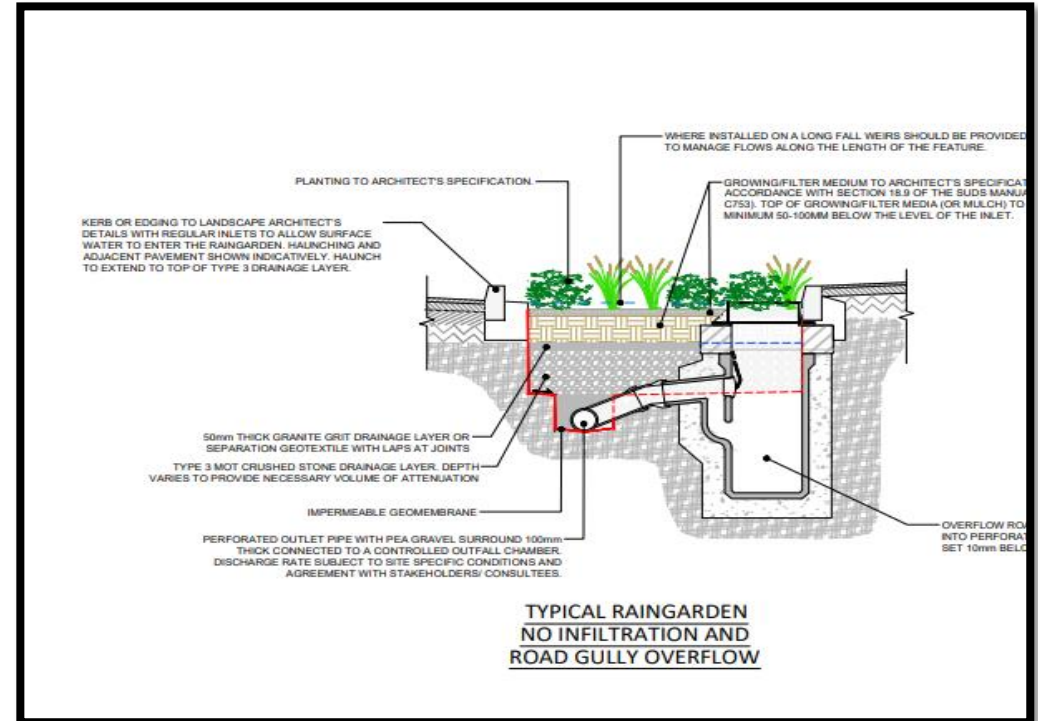 WHERE INSTALLED ON A LONG FALL WEIRS SHOULD BE PROVIDED
TO MANAGE FLOWS ALONG THE LENGTH OF THE FEATURE.
PLANTING TO ARCHITECT'S SPECIFICATION.
GROWING/FILTER MEDIUM TO ARCHITECT'S
ACCORDANCE WITH SECTION 18.9 OF THE SUDS
C753). TOP OF GROWING/FILTER MEDIA (OR MULCH) TO
MINIMUM 50-100MM BELOW THE LEVEL OF THE INLET.
KERB OR EDGING TO LANDSCAPE ARCHITECT'S
DETAILS WITH REGULAR INLETS TO ALLOW SURFACE
WATER TO ENTER THE RAINGARDEN. HAUNCHING AND
ADJACENT PAVEMENT SHOWN INDICATIVELY. HAUNCH
TO EXTEND TO TOP OF TYPE 3 DRAINAGE LAYER.
50mm THICK GRANITE GRIT DRAINAGE LAYER OR
SEPARATION GEOTEXTILE WITH LAPS AT JOINTS
TYPE 3 MOT CRUSHED STONE DRAINAGE LAYER. DEPTH
VARIES TO PROVIDE NECESSARY VOLUME OF ATTENUATION
IMPERMEABLE GEOMEMBRANE
PERFORATED OUTLET PIPE WITH PEA GRAVEL SURROUND 100mm
THICK CONNECTED TO A CONTROLLED OUTFALL CHAMBER.
DISCHARGE RATE SUBJECT TO SITE SPECIFIC CONDITIONS AND
AGREEMENT WITH STAKEHOLDERS/ CONSULTEES.
OVERFLOW
INTO
SET 10mm
TYPICAL RAINGARDEN
NO INFILTRATION AND
ROAD GULLY OVERFLOW